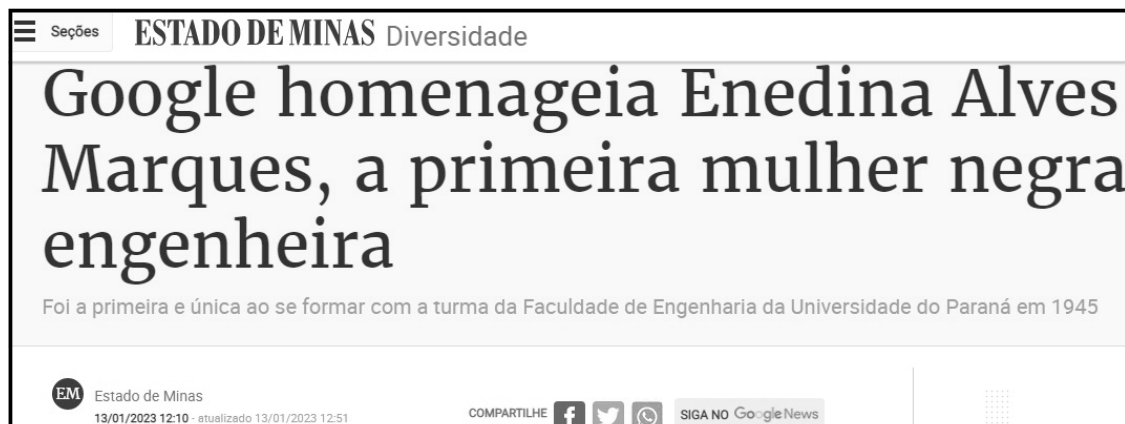 Seções ESTADO DE MINAS Diversidade
Google homenageia Enedina Alves
Marques, a primeira mulher negra
engenheira
Foi a primeira e única ao se formar com a turma da Faculdade de Engenharia da Universidade do Paraná em 1945
EM Estado de Minas
13/01/2023 12:10 - atualizado 13/01/2023 12:51
COMPARTILHE f SIGA NO Google News